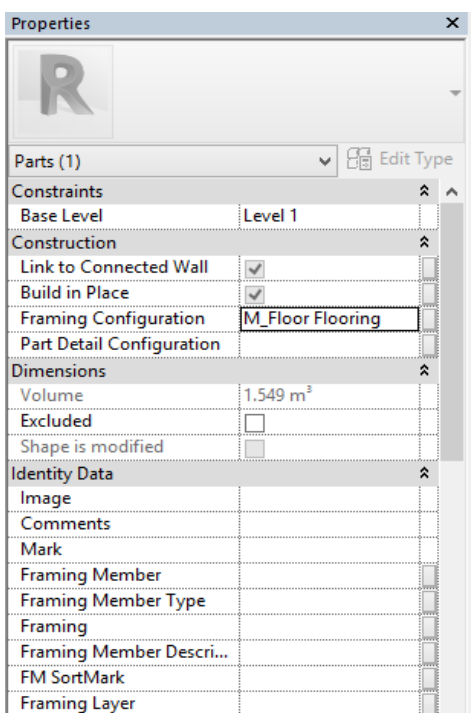 Properties
R
Parts (1) Edit Type
Constraints
Base Level Level 1
Construction
Link to Connected Wall
Build in Place
Framing Configuration M_Floor Flooring
Part Detail Configuration
Dimensions
Volume 1.549 m³
Excluded
Shape is modified
Identity Data
Image
Comments
Mark
Framing Member
Framing Member Type
Framing
Framing Member Descri...
FM SortMark
Framing Layer